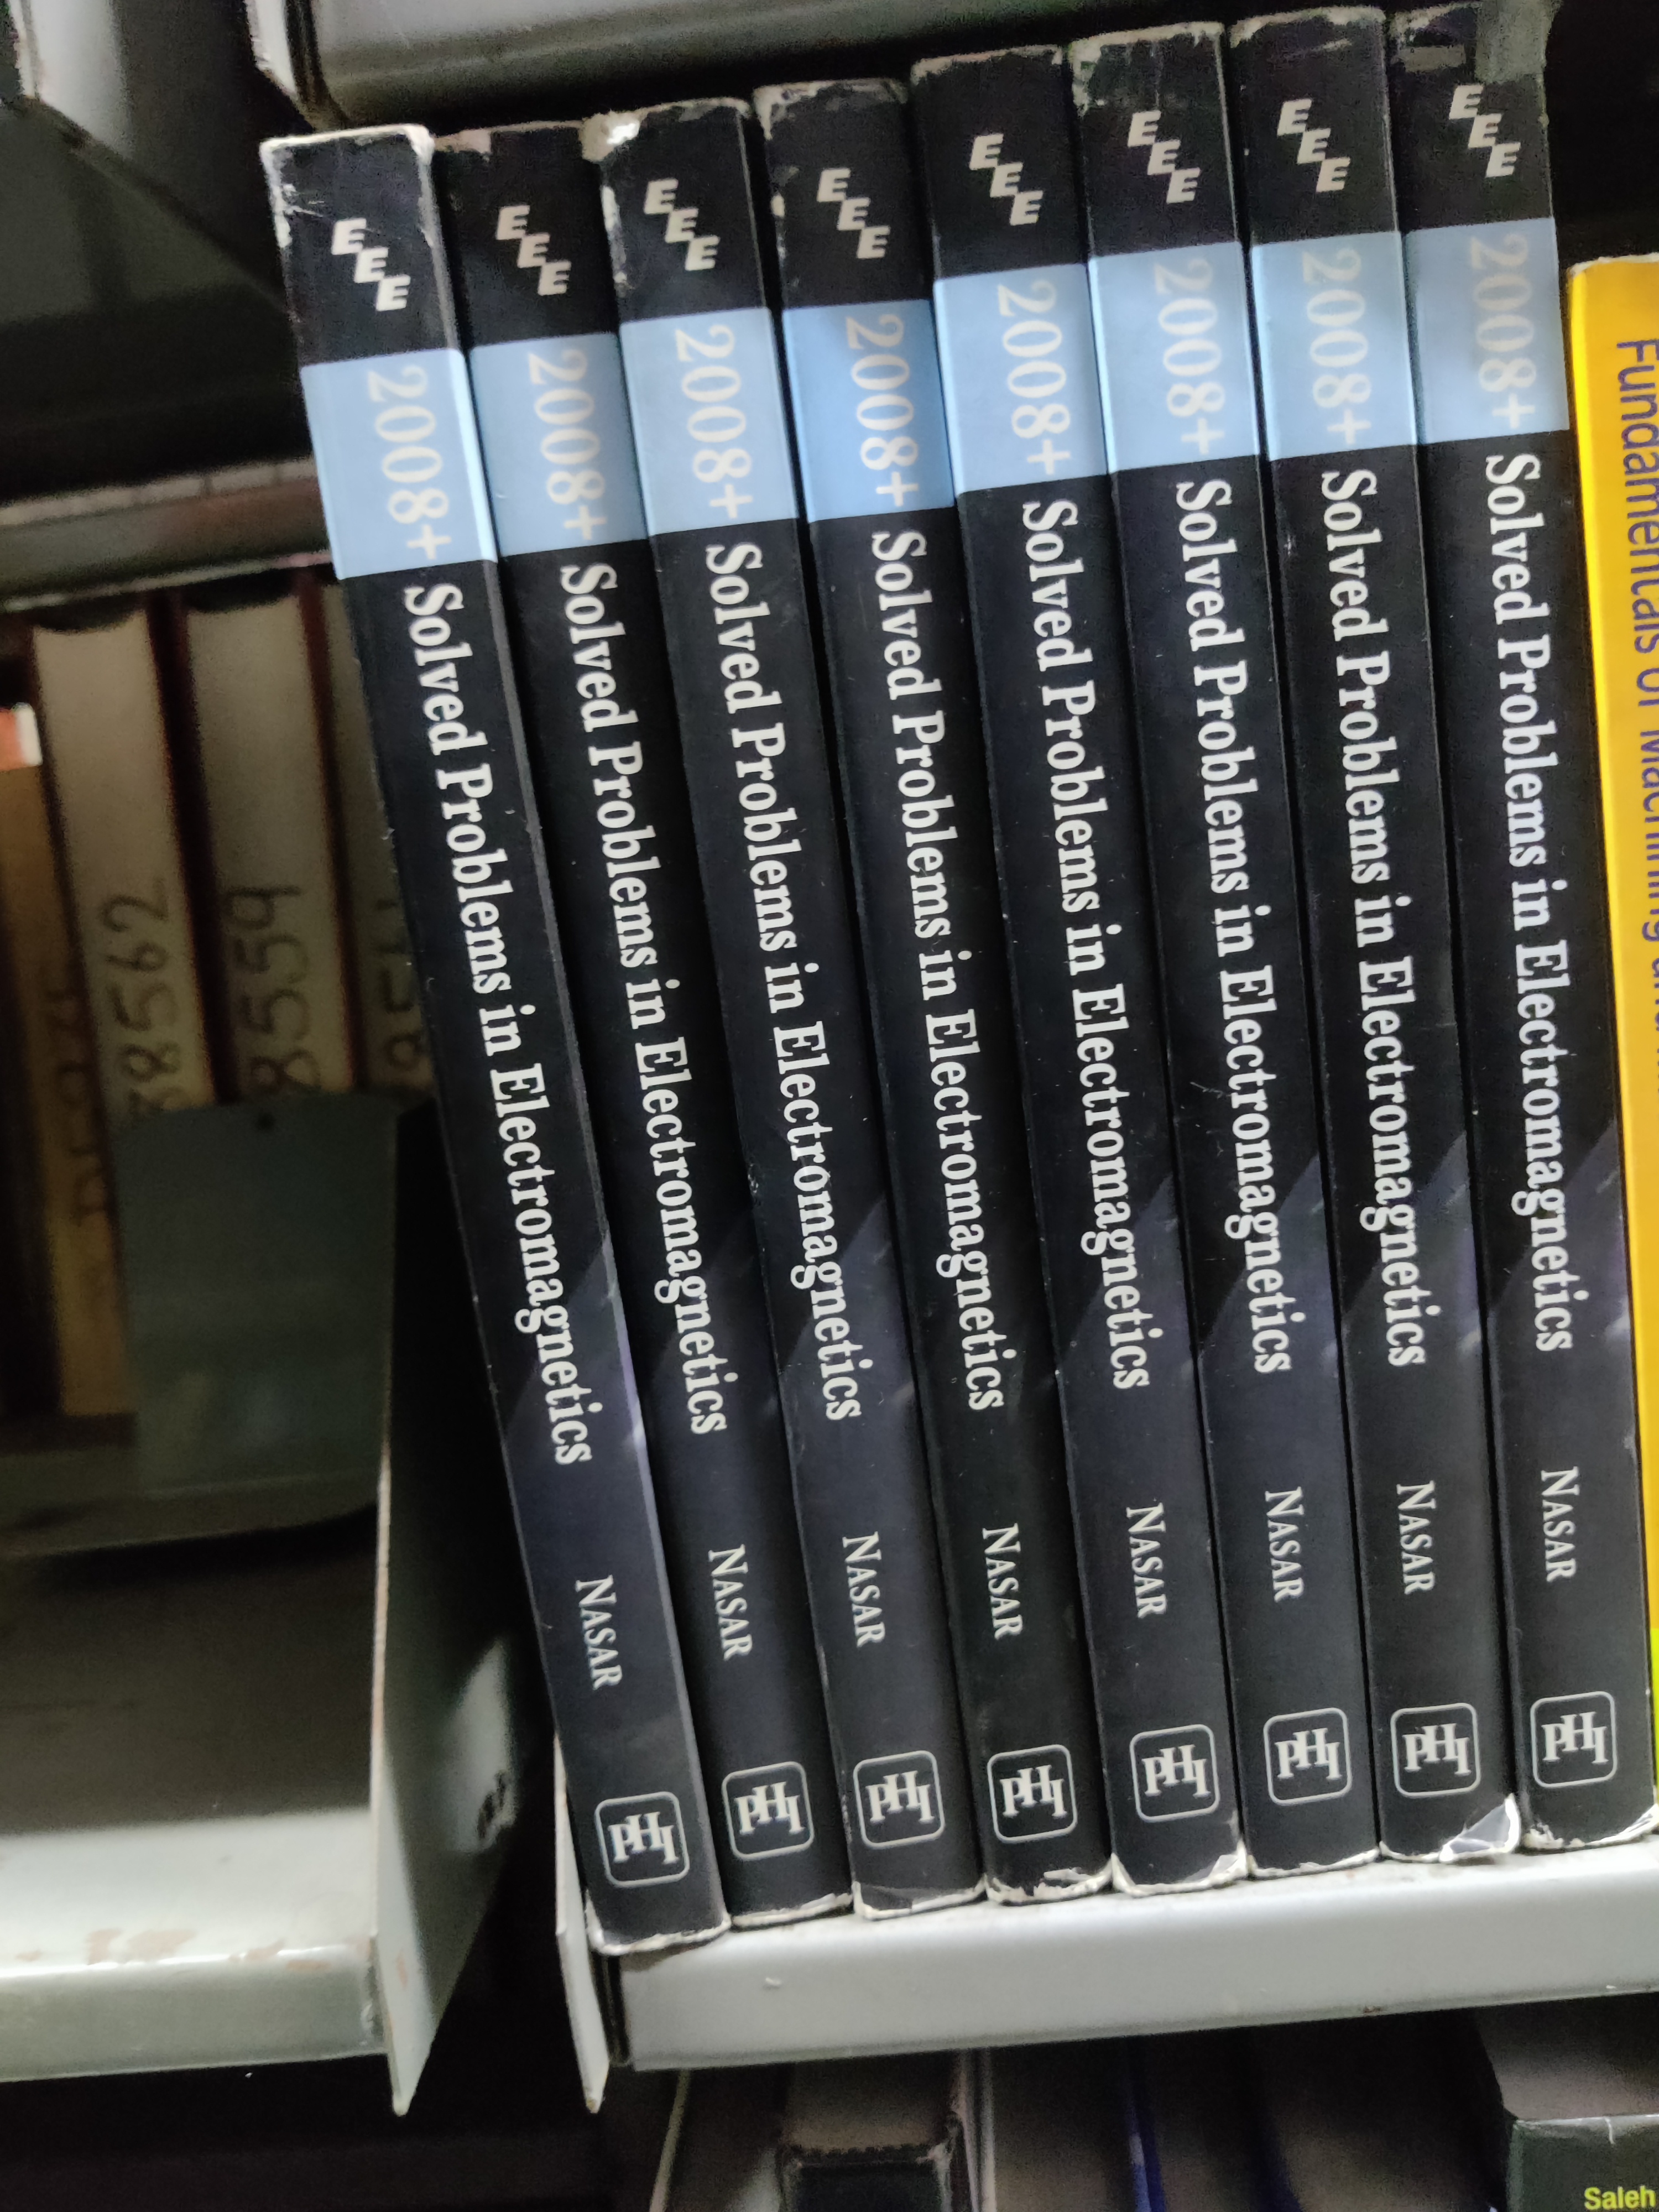 EEE
2008+ Solved Problems in Electromagnetics NASAR PHI
EEE
2008+ Solved Problems in Electromagnetics NASAR PHI
EEE
2008+ Solved Problems in Electromagnetics NASAR PHI
EEE
2008+ Solved Problems in Electromagnetics NASAR PHI
EEE
2008+ Solved Problems in Electromagnetics NASAR PHI
EEE
2008+ Solved Problems in Electromagnetics NASAR PHI
EEE
2008+ Solved Problems in Electromagnetics NASAR PHI
EEE
2008+ Solved Problems in Electromagnetics NASAR PHI
Fundamentals of Machining
38562
8559
Saleh